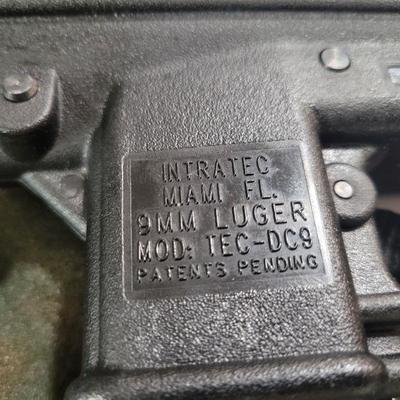 INTRATEC
MIAMI FL.
9MM LUGER
MOD: TEC-DC9
PATENTS PENDING